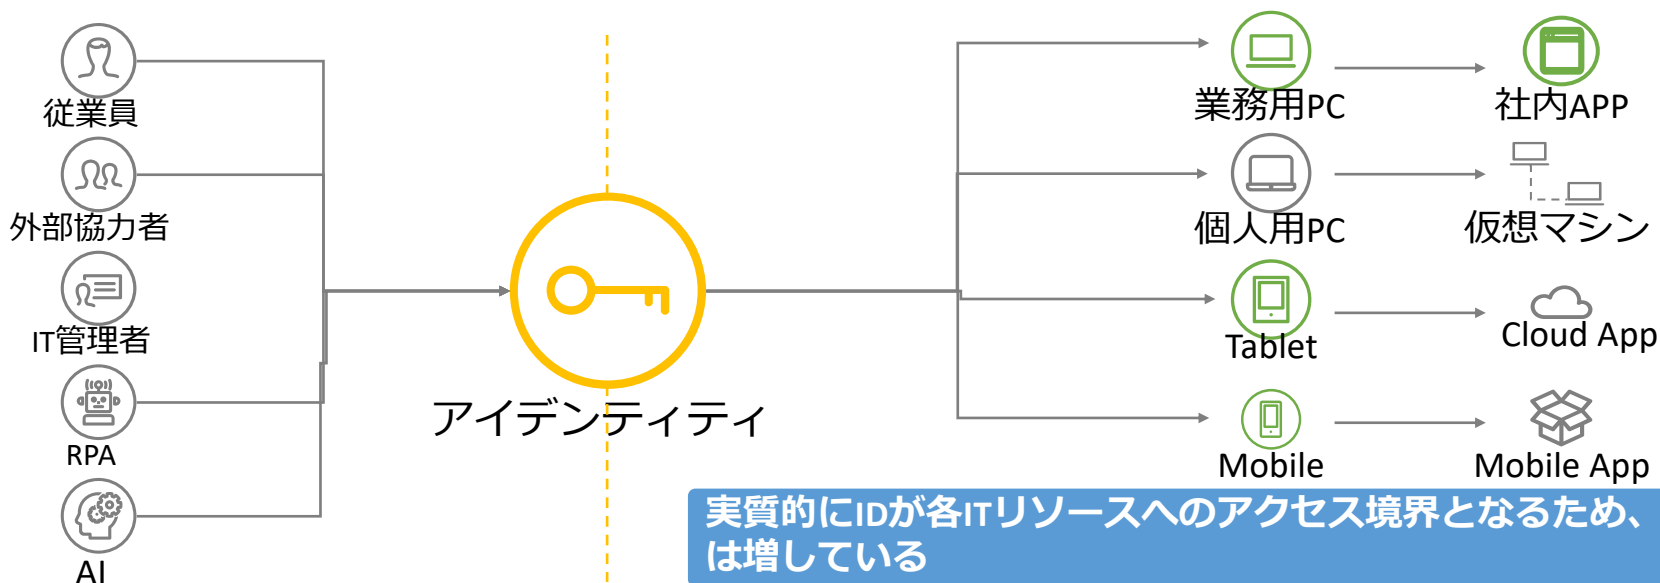 従業員
外部協力者
IT管理者
RPA
AI
アイデンティティ
業務用PC
社内APP
個人用PC
仮想マシン
Tablet
Cloud App
Mobile
Mobile App
実質的にIDが各ITリソースへのアクセス境界となるため、
は増している